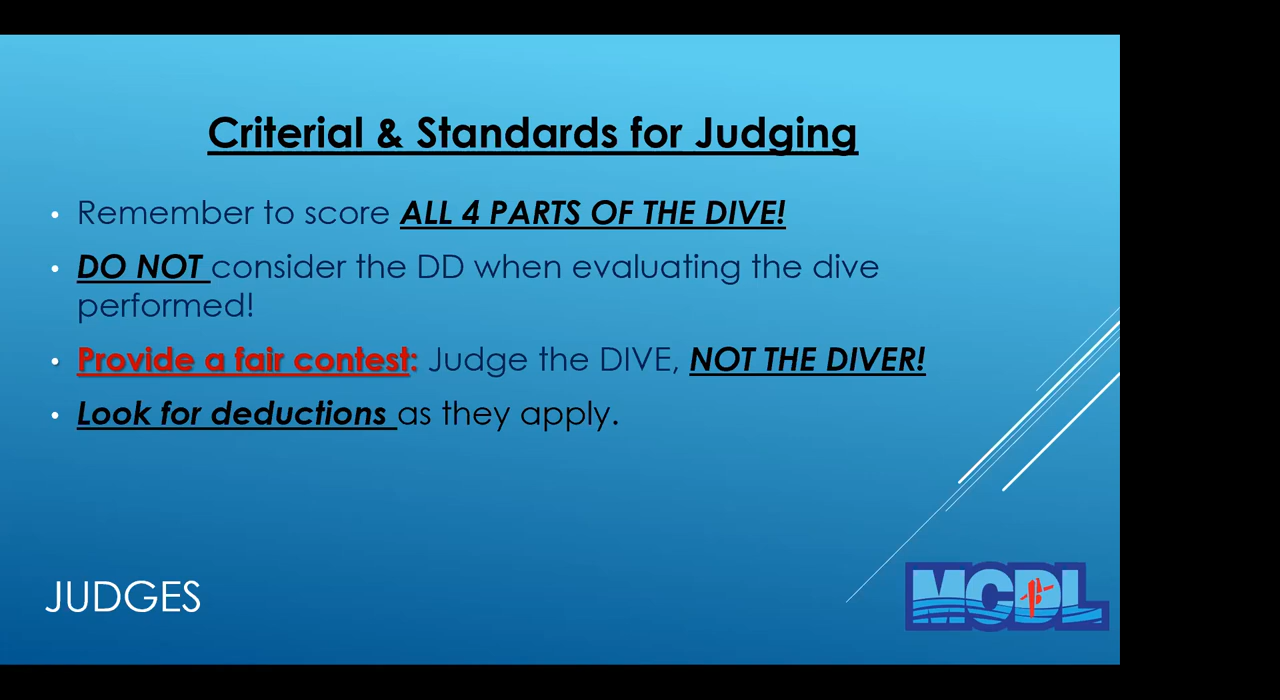 Criterial & Standards for Judging
• Remember to score ALL 4 PARTS OF THE DIVE!
• DO NOT consider the DD when evaluating the dive
performed!
• Provide a fair contest: Judge the DIVE, NOT THE DIVER!
• Look for deductions as they apply.
JUDGES
MCDL